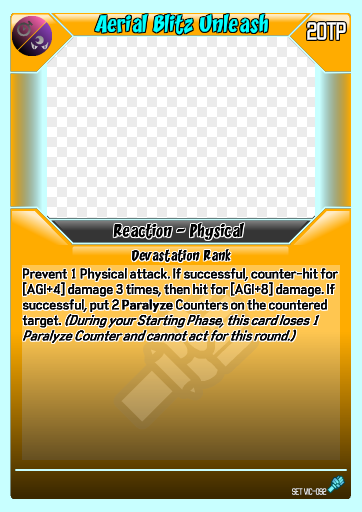 Aerial Blitz Unleash
20TP
Reaction - Physical
Devastation Rank
Prevent 1 Physical attack. If successful, counter-hit for
[AGI+4] damage 3 times, then hit for [AGI+8] damage. If
successful, put 2 Paralyze Counters on the countered
target. (During your Starting Phase, this card loses 1
Paralyze Counter and cannot act for this round.)
SET VIC-092